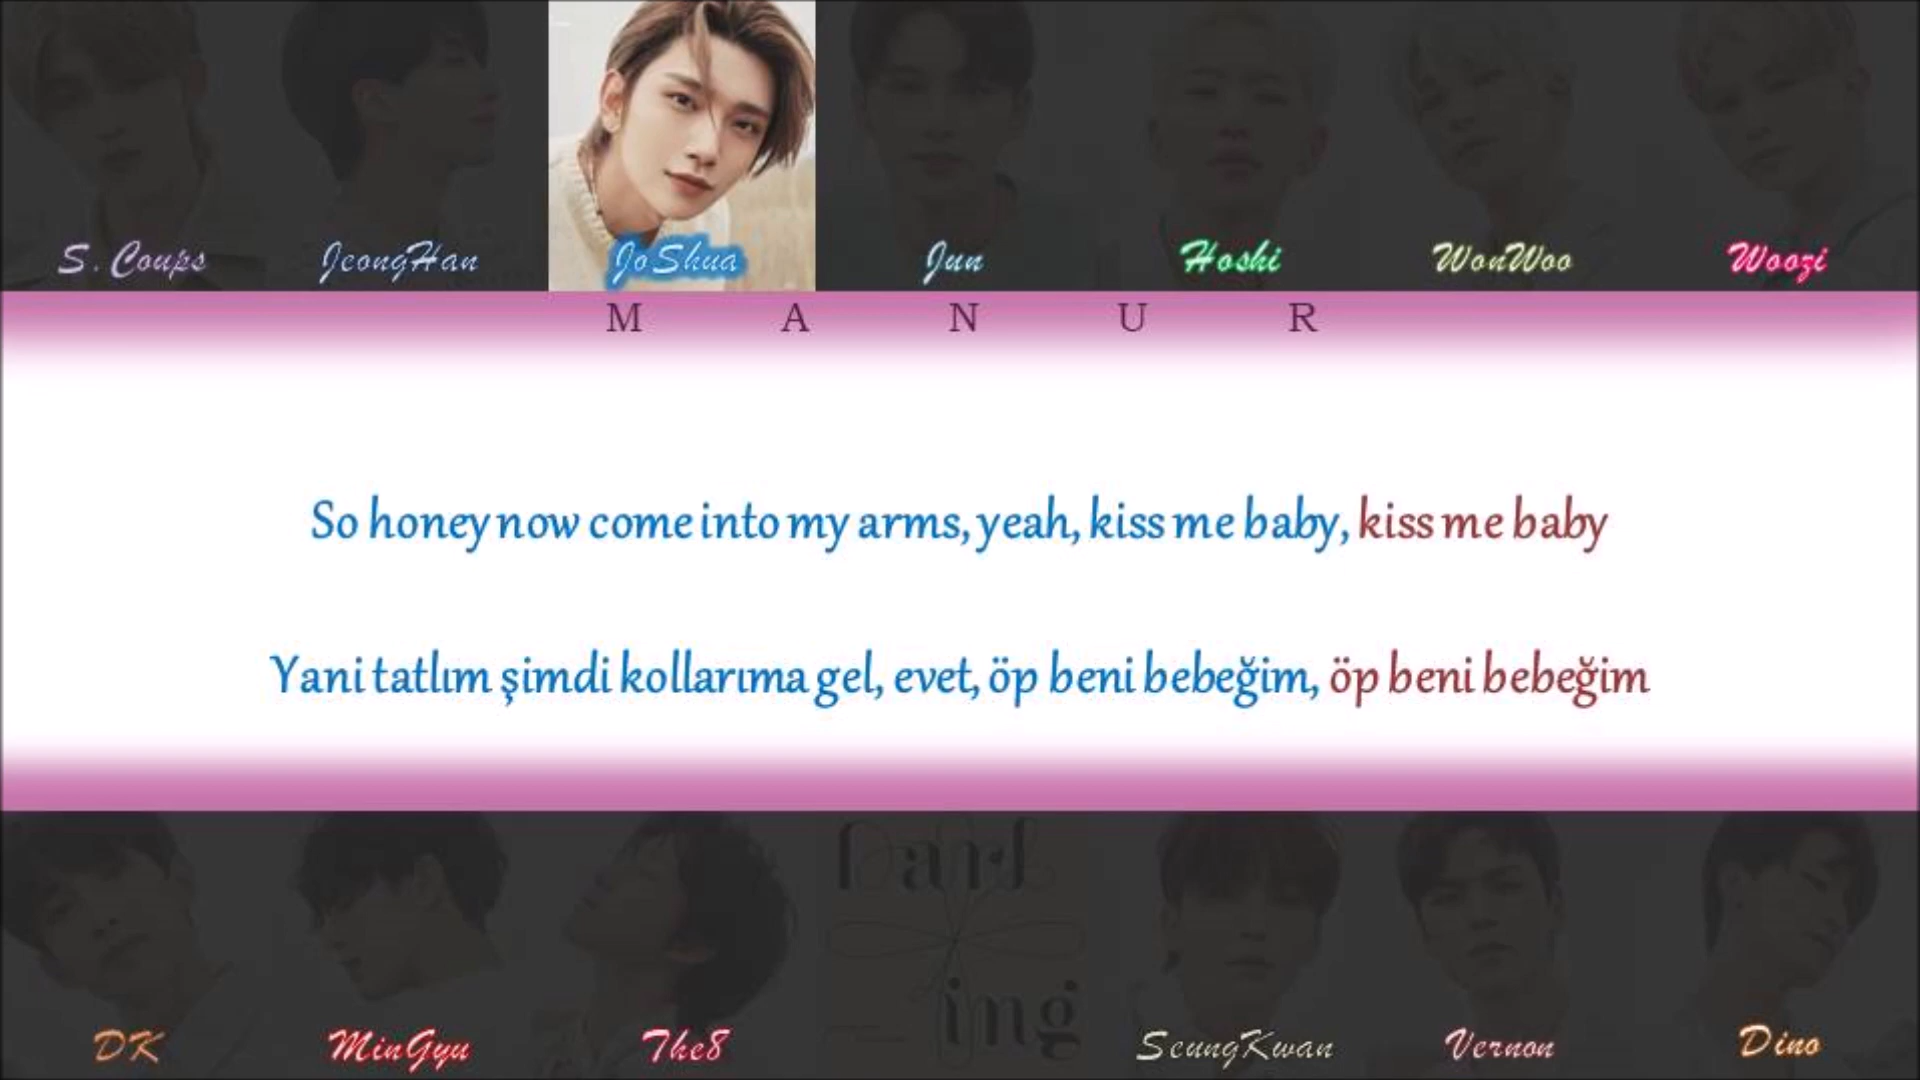 S. Coups JeongHan JoShua Jun Hoshi WonWoo Woozi
M A N U R
So honey now come into my arms, yeah, kiss me baby, kiss me baby
Yani tatlım şimdi kollarıma gel, evet, öp beni bebeğim, öp beni bebeğim
Darl
ing
DK MinGyu The8 SeungKwan Vernon Dino